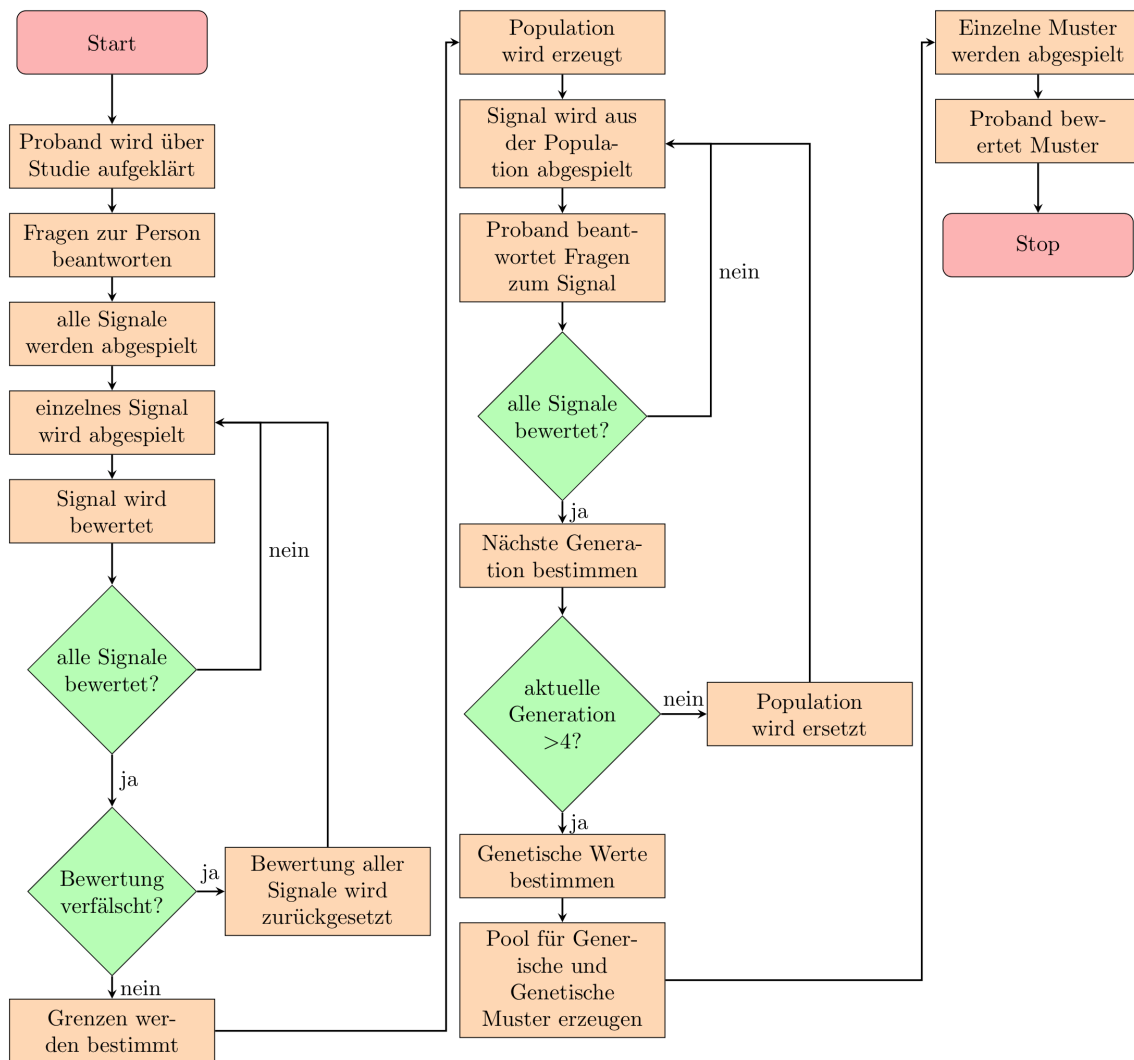 Start
Proband wird über
Studie aufgeklärt
Fragen zur Person
beantworten
alle Signale
werden abgespielt
einzelnes Signal
wird abgespielt
Signal wird
bewertet
nein
alle Signale
bewertet?
ja
Bewertung
verfälscht?
ja
Bewertung aller
Signale wird
zurückgesetzt
nein
Grenzen wer-
den bestimmt
Population
wird erzeugt
Signal wird aus
der Popula-
tion abgespielt
Proband beant-
wortet Fragen
zum Signal
nein
alle Signale
bewertet?
ja
Nächste Genera-
tion bestimmen
aktuelle
Generation
>4?
nein
Population
wird ersetzt
ja
Genetische Werte
bestimmen
Pool für Gener-
ische und
Genetische
Muster erzeugen
Einzelne Muster
werden abgespielt
Proband bew-
ertet Muster
Stop